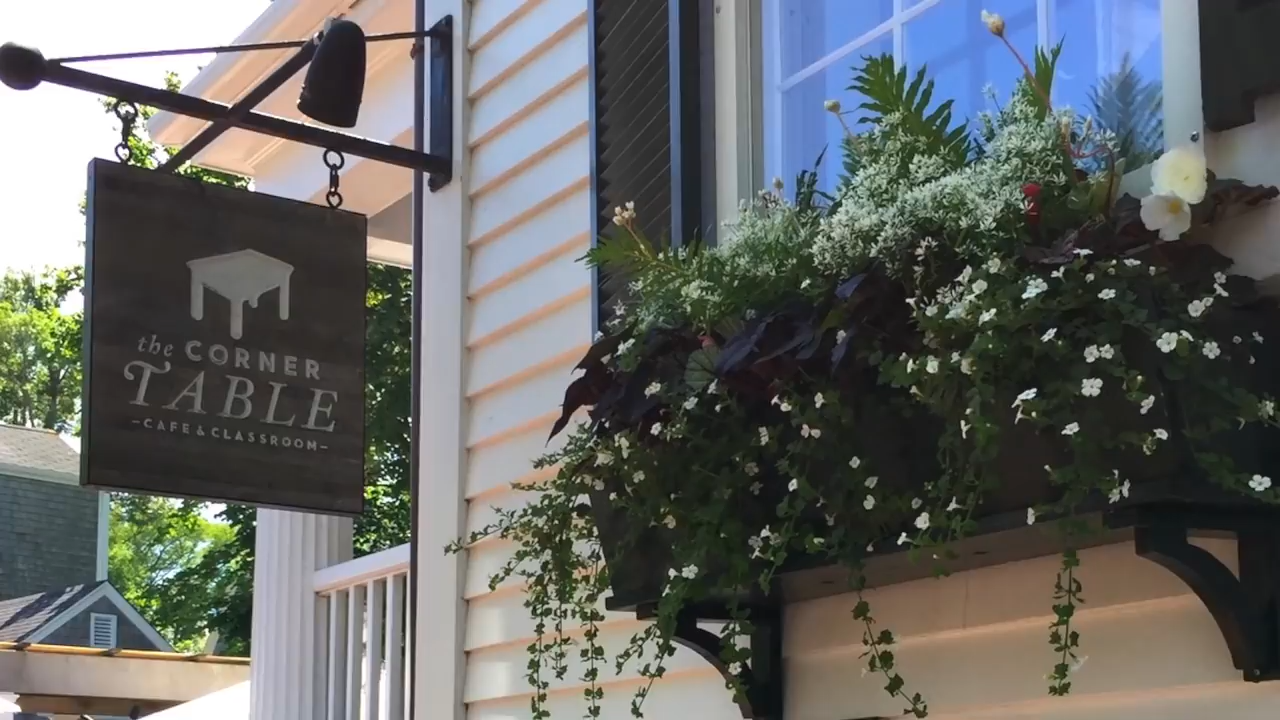 the CORNER
TABLE
-CAFE & CLASSROOM-